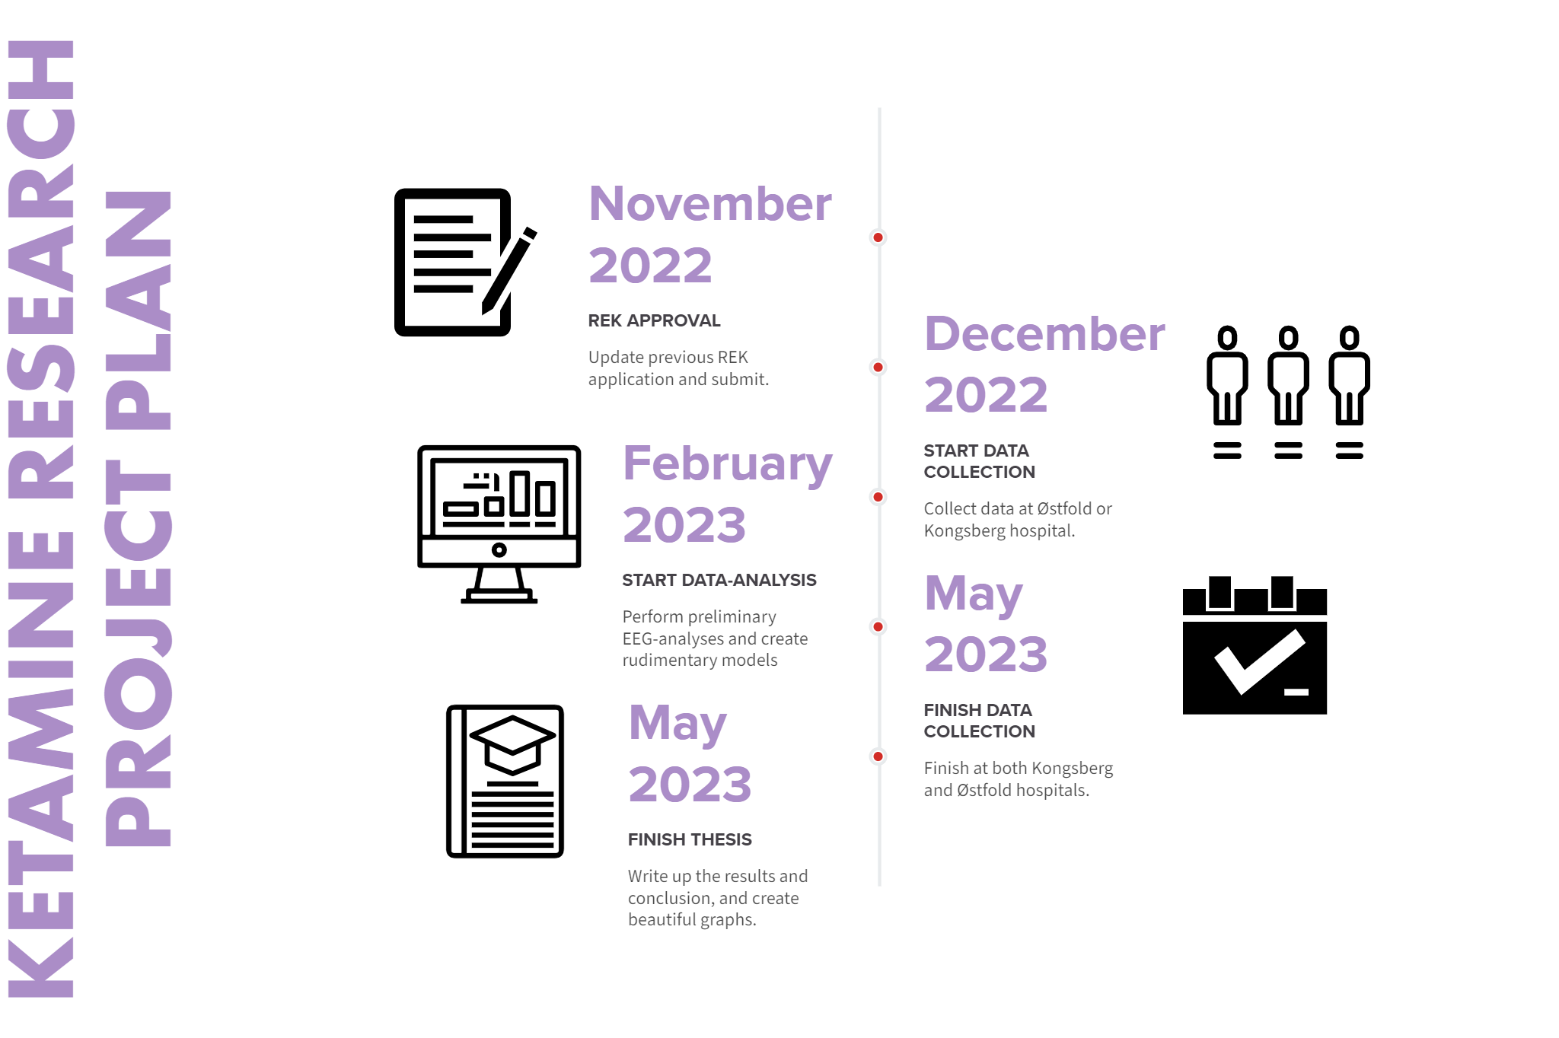 KETAMINE RESEARCH
PROJECT PLAN
November
2022
REK APPROVAL
Update previous REK
application and submit.
December
2022
START DATA
COLLECTION
Collect data at Østfold or
Kongsberg hospital.
February
2023
START DATA-ANALYSIS
Perform preliminary
EEG-analyses and create
rudimentary models
May
2023
FINISH DATA
COLLECTION
Finish at both Kongsberg
and Østfold hospitals.
May
2023
FINISH THESIS
Write up the results and
conclusion, and create
beautiful graphs.